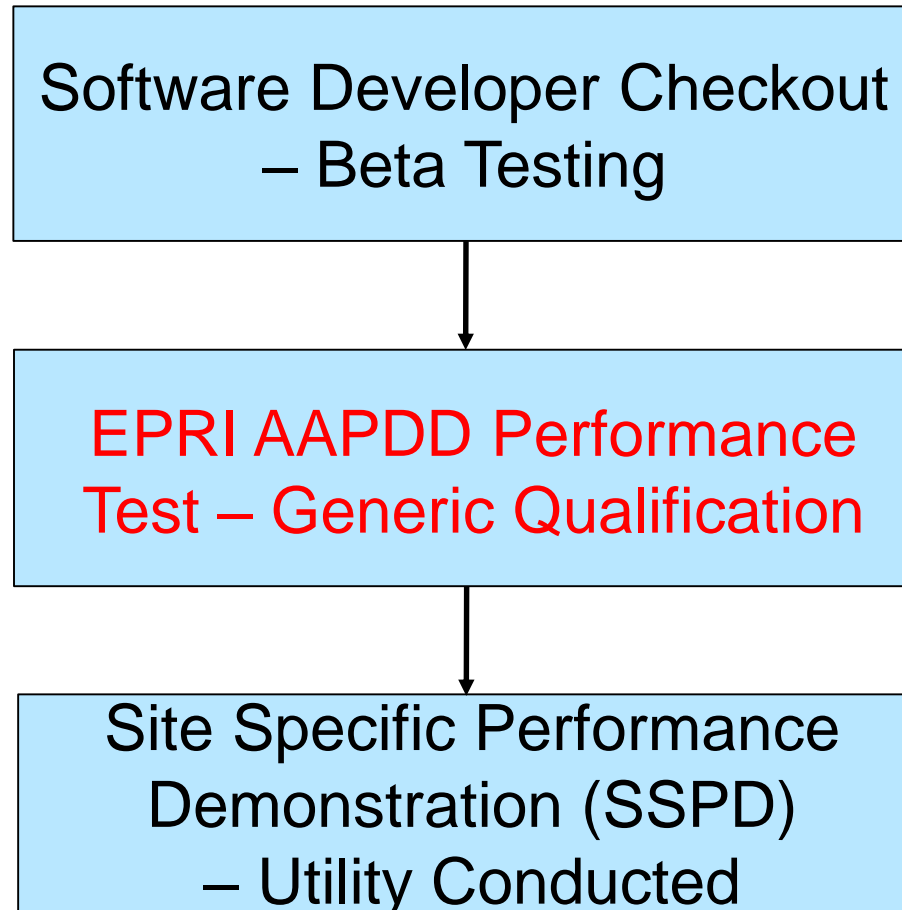 Software Developer Checkout
– Beta Testing
EPRI AAPDD Performance
Test – Generic Qualification
Site Specific Performance
Demonstration (SSPD)
– Utility Conducted